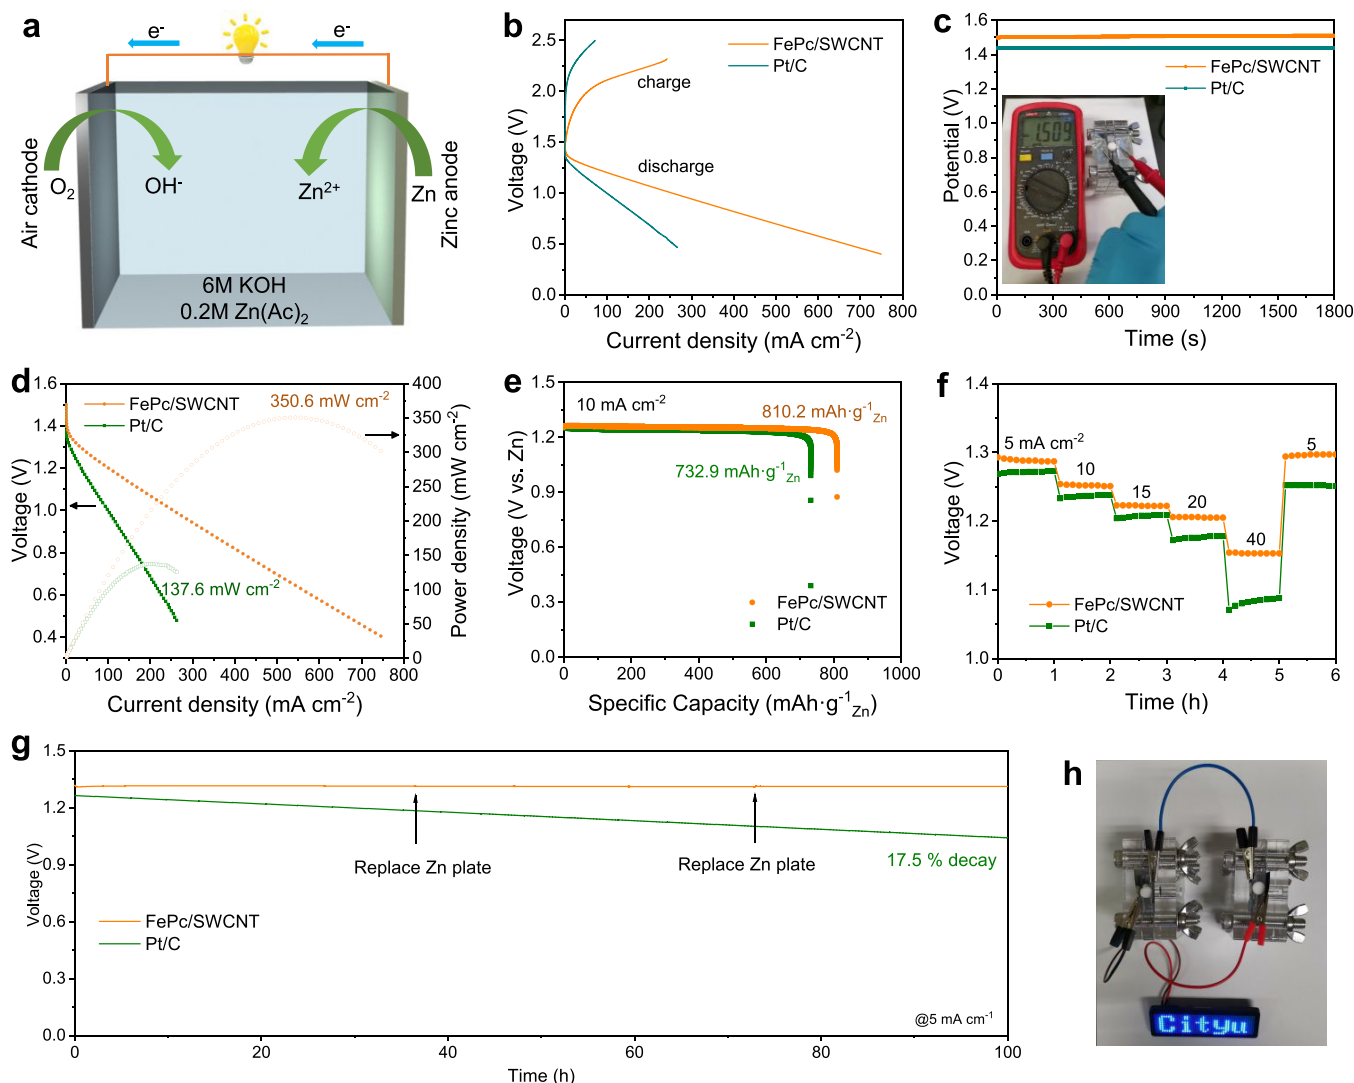 a
e-
e-
Air cathode
O2
OH-
Zn2+
Zn
Zinc anode
6M KOH
0.2M Zn(Ac)2
b
Voltage (V)
2.5
2.0
1.5
1.0
0.5
0.0
FePc/SWCNT
Pt/C
charge
discharge
0 100 200 300 400 500 600 700 800
Current density (mA cm-2)
c
Potential (V)
1.6
1.4
1.2
1.0
0.8
0.6
0.4
0.2
0.0
FePc/SWCNT
Pt/C
-1.509
0 300 600 900 1200 1500 1800
Time (s)
d
Voltage (V)
1.6
1.4
1.2
1.0
0.8
0.6
0.4
FePc/SWCNT
Pt/C
350.6 mW cm-2
137.6 mW cm-2
400
350
300
250
200
150
100
50
0
Power density (mW cm-2)
0 100 200 300 400 500 600 700 800
Current density (mA cm-2)
e
Voltage (V vs. Zn)
1.5
1.2
0.9
0.6
0.3
0.0
10 mA cm-2
810.2 mAh·g-1Zn
732.9 mAh·g-1Zn
FePc/SWCNT
Pt/C
0 200 400 600 800 1000
Specific Capacity (mAh·g-1Zn)
f
Voltage (V)
1.4
1.3
1.2
1.1
1.0
5 mA cm-2
10
15
20
40
5
FePc/SWCNT
Pt/C
0 1 2 3 4 5 6
Time (h)
g
Voltage (V)
1.5
1.2
0.9
0.6
0.3
0.0
Replace Zn plate
Replace Zn plate
17.5 % decay
FePc/SWCNT
Pt/C
@5 mA cm-1
0 20 40 60 80 100
Time (h)
h
Cityu